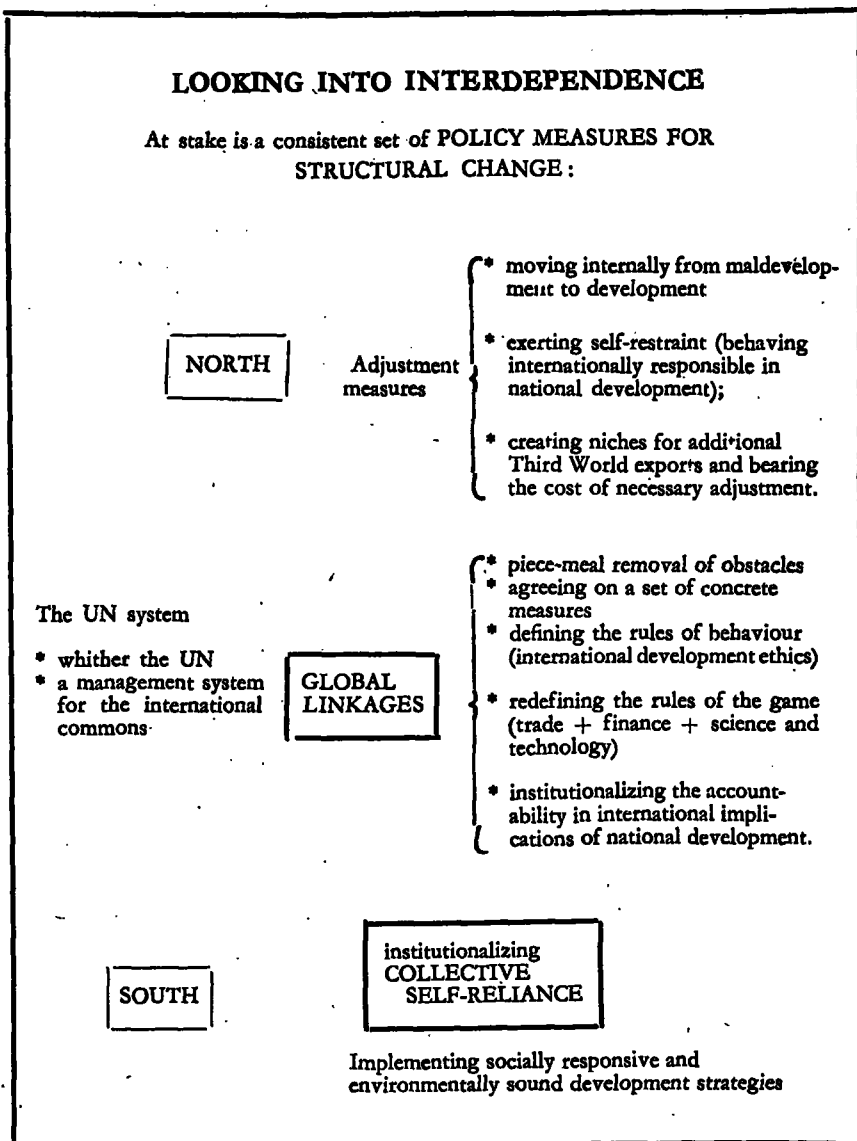 LOOKING INTO INTERDEPENDENCE
At stake is a consistent set of POLICY MEASURES FOR
STRUCTURAL CHANGE:
NORTH
Adjustment
measures
* moving internally from maldevelop-
ment to development
* exerting self-restraint (behaving
internationally responsible in
national development);
* creating niches for additional
Third World exports and bearing
the cost of necessary adjustment.
The UN system
* whither the UN
* a management system
for the international
commons
GLOBAL
LINKAGES
* piece-meal removal of obstacles
* agreeing on a set of concrete
measures
* defining the rules of behaviour
(international development ethics)
* redefining the rules of the game
(trade + finance + science and
technology)
* institutionalizing the account-
ability in international impli-
cations of national development.
SOUTH
institutionalizing
COLLECTIVE
SELF-RELIANCE
Implementing socially responsive and
environmentally sound development strategies